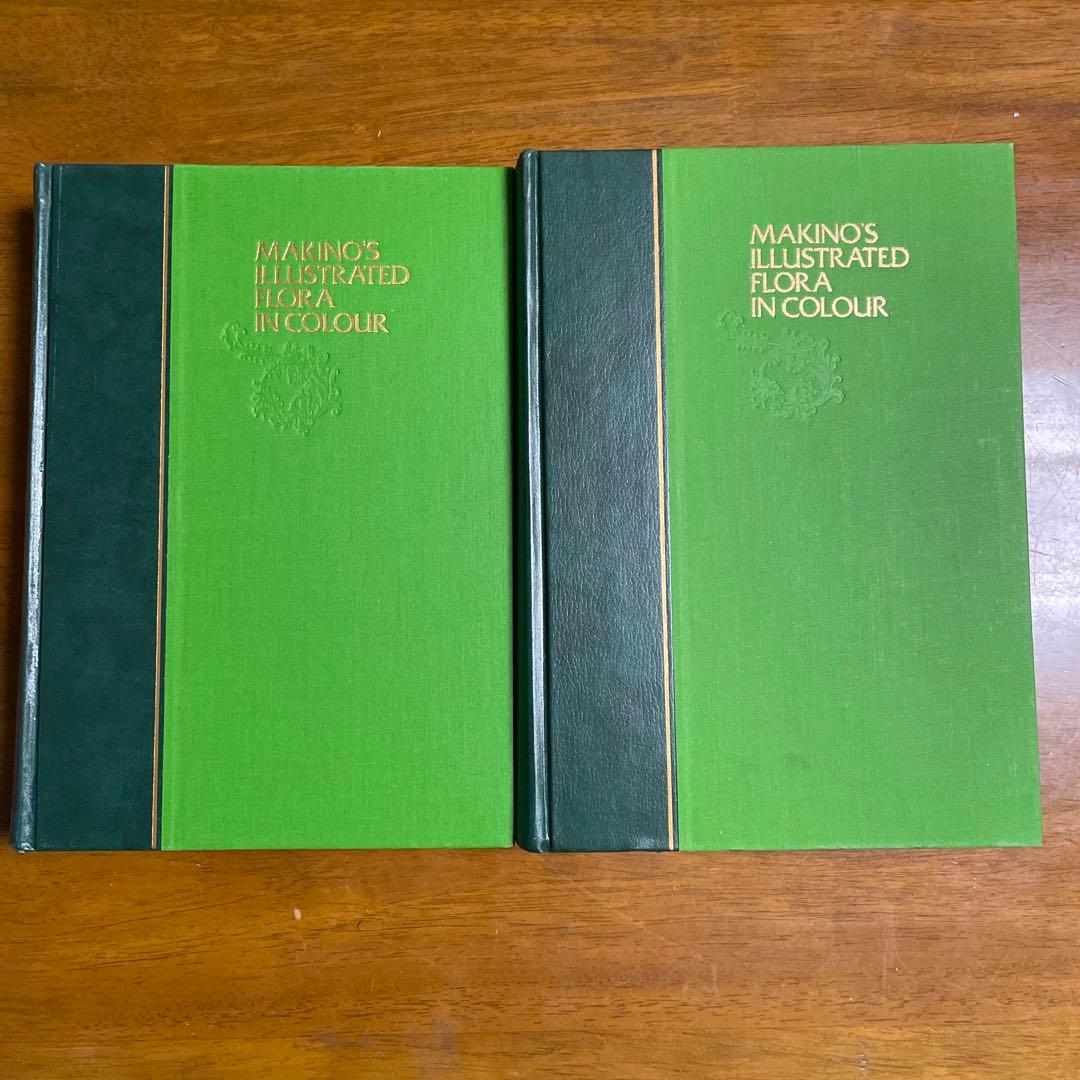 MAKINO'S
ILLUSTRATED
FLORA
IN COLOUR
MAKINO'S
ILLUSTRATED
FLORA
IN COLOUR